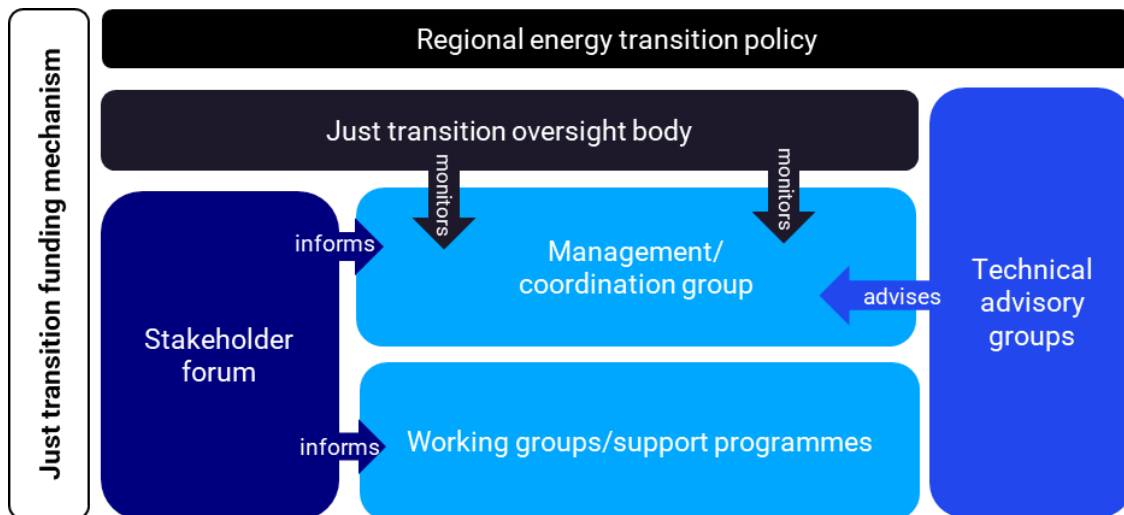 Just transition funding mechanism
Regional energy transition policy
Just transition oversight body
monitors
monitors
informs
Management/
coordination group
advises
Technical
advisory
groups
Stakeholder
forum
informs
Working groups/support programmes